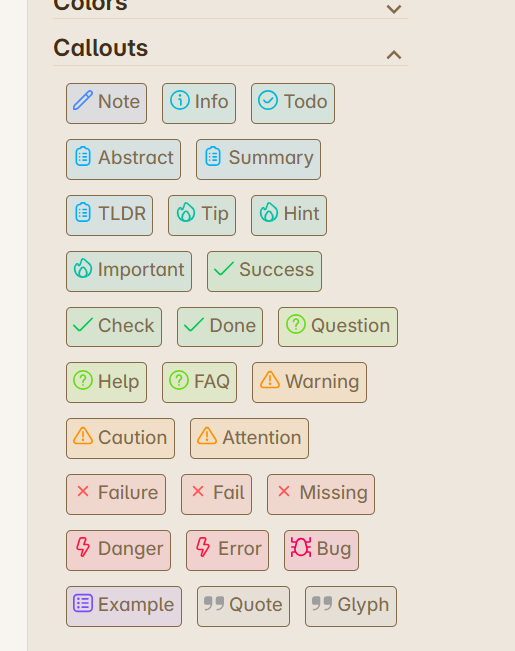 Colors
Callouts
Note Info Todo
Abstract Summary
TLDR Tip Hint
Important Success
Check Done Question
Help FAQ Warning
Caution Attention
Failure Fail Missing
Danger Error Bug
Example Quote Glyph